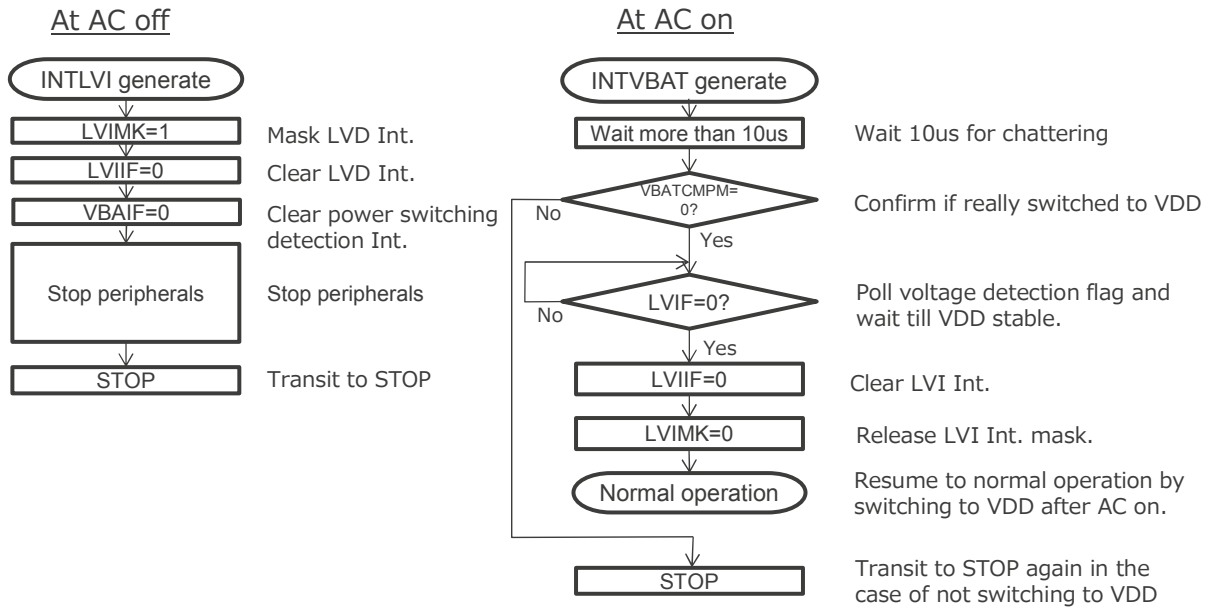 At AC off
INTLVI generate
LVIMK=1
Mask LVD Int.
LVIIF=0
Clear LVD Int.
VBAIF=0
Clear power switching
detection Int.
Stop peripherals
Stop peripherals
STOP
Transit to STOP
At AC on
INTVBAT generate
Wait more than 10us
Wait 10us for chattering
VBATCMPM=
0?
Confirm if really switched to VDD
No
Yes
LVIF=0?
Poll voltage detection flag and
wait till VDD stable.
No
Yes
LVIIF=0
Clear LVI Int.
LVIMK=0
Release LVI Int. mask.
Normal operation
Resume to normal operation by
switching to VDD after AC on.
STOP
Transit to STOP again in the
case of not switching to VDD